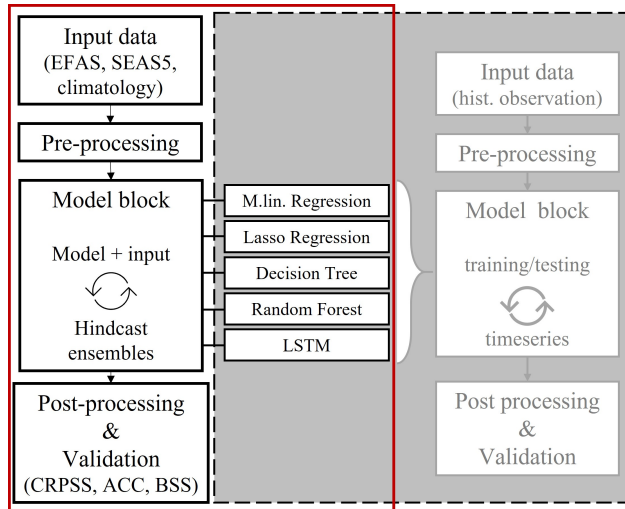 Input data
(EFAS, SEAS5,
climatology)
Pre-processing
Model block
Model + input
Hindcast
ensembles
Post-processing
&
Validation
(CRPSS, ACC, BSS)
M.lin. Regression
Lasso Regression
Decision Tree
Random Forest
LSTM
Input data
(hist. observation)
Pre-processing
Model block
training/testing
timeseries
Post processing
&
Validation